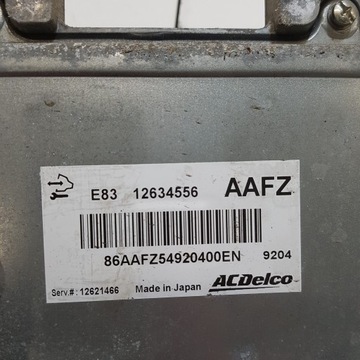 E83 12634556 AAFZ
86AAFZ54920400EN 9204
Serv.#: 12621466 Made in Japan ACDelco